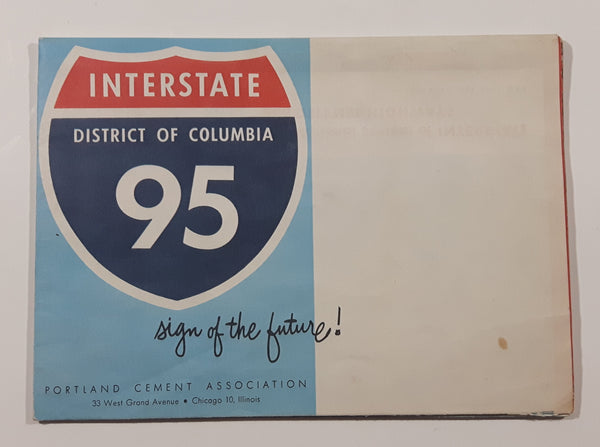 INTERSTATE
DISTRICT OF COLUMBIA
95
sign of the future!
PORTLAND CEMENT ASSOCIATION
33 West Grand Avenue • Chicago 10, Illinois